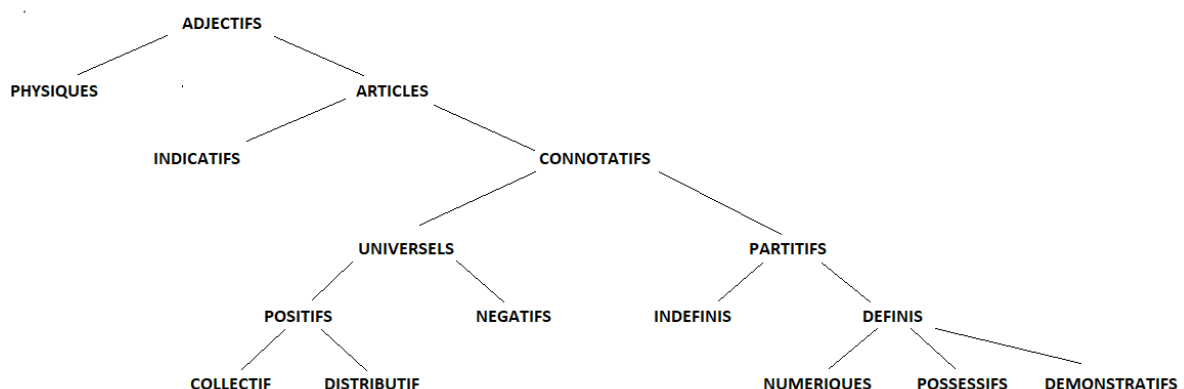 ADJECTIFS
PHYSIQUES ARTICLES
INDICATIFS CONNOTATIFS
UNIVERSELS PARTITIFS
POSITIFS NEGATIFS INDEFINIS DEFINIS
COLLECTIF DISTRIBUTIF NUMERIQUES POSSESSIFS DEMONSTRATIFS